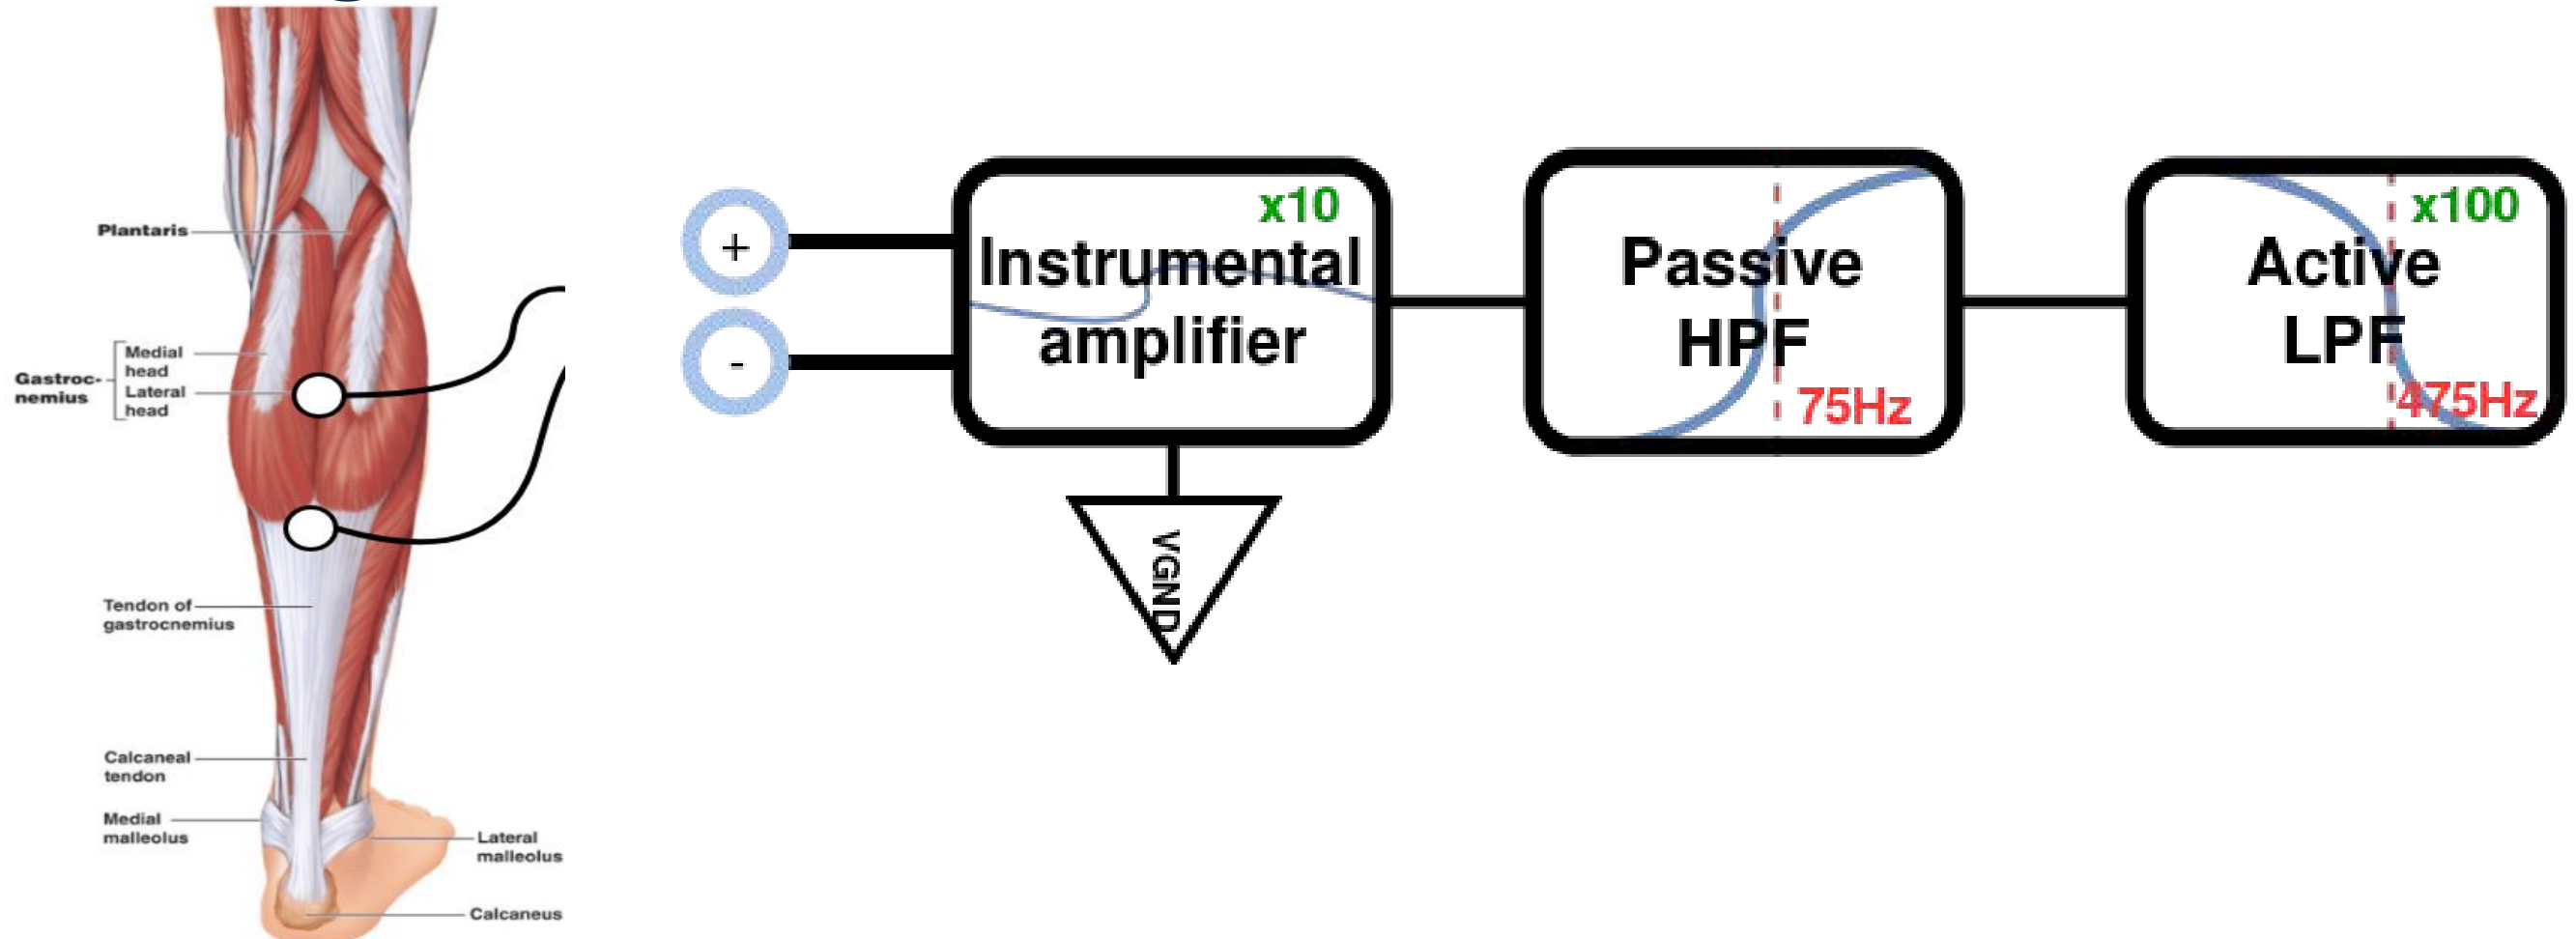 Plantaris
Gastroc-
nemius
Medial
head
Lateral
head
Tendon of
gastrocnemius
Calcaneal
tendon
Medial
malleolus
Lateral
malleolus
Calcaneus
+
-
x10
Instrumental
amplifier
VGND
Passive
HPF
75Hz
x100
Active
LPF
475Hz